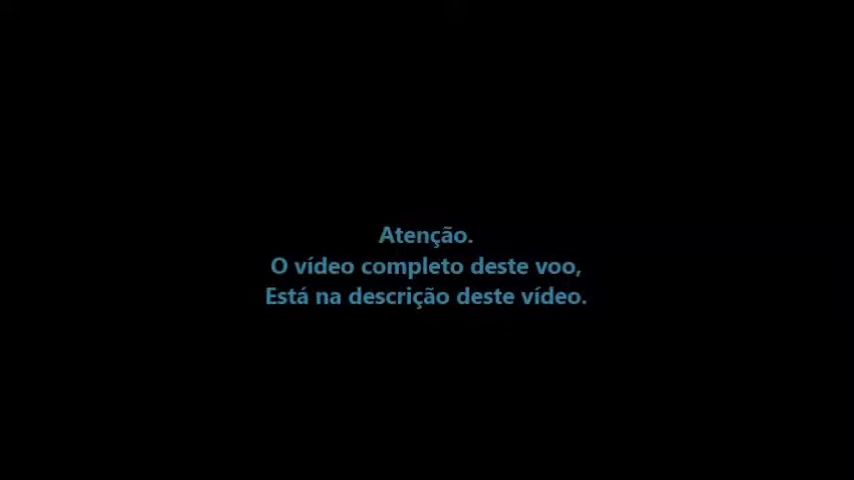 Atenção.
O vídeo completo deste voo,
Está na descrição deste vídeo.